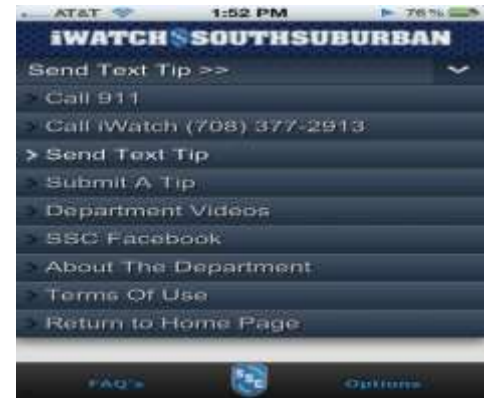 AT&T 1:52 PM 76%
iWATCH SOUTHSUBURBAN
Send Text Tip >>
> Call 911
> Call iWatch (708) 377-2913
> Send Text Tip
> Submit A Tip
> Department Videos
> SSC Facebook
> About The Department
> Terms Of Use
> Return to Home Page
FAQ's SSC Options